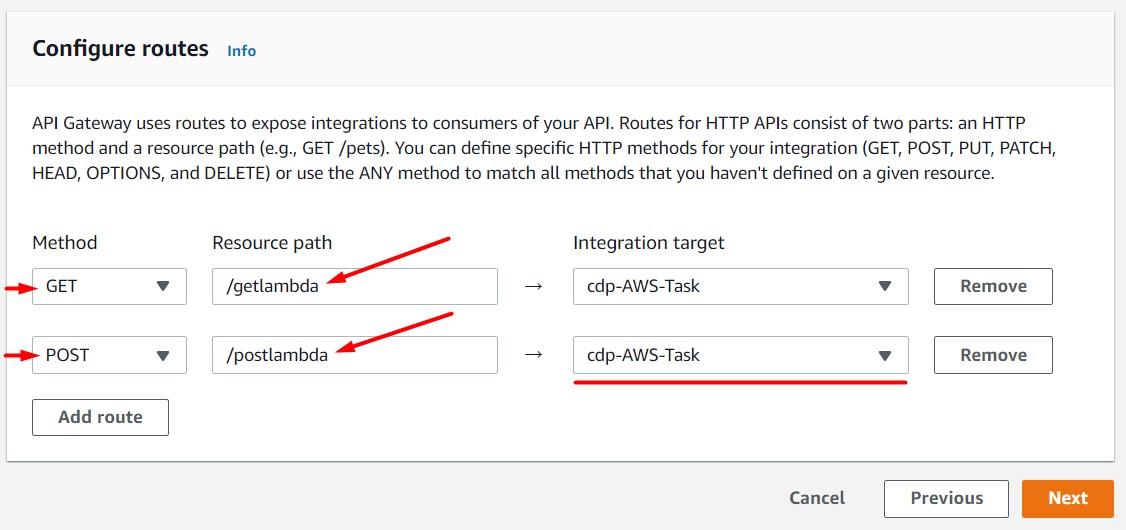 Configure routes Info
API Gateway uses routes to expose integrations to consumers of your API. Routes for HTTP APIs consist of two parts: an HTTP
method and a resource path (e.g., GET /pets). You can define specific HTTP methods for your integration (GET, POST, PUT, PATCH,
HEAD, OPTIONS, and DELETE) or use the ANY method to match all methods that you haven't defined on a given resource.
Method Resource path Integration target
GET /getlambda → cdp-AWS-Task Remove
POST /postlambda → cdp-AWS-Task Remove
Add route
Cancel Previous Next